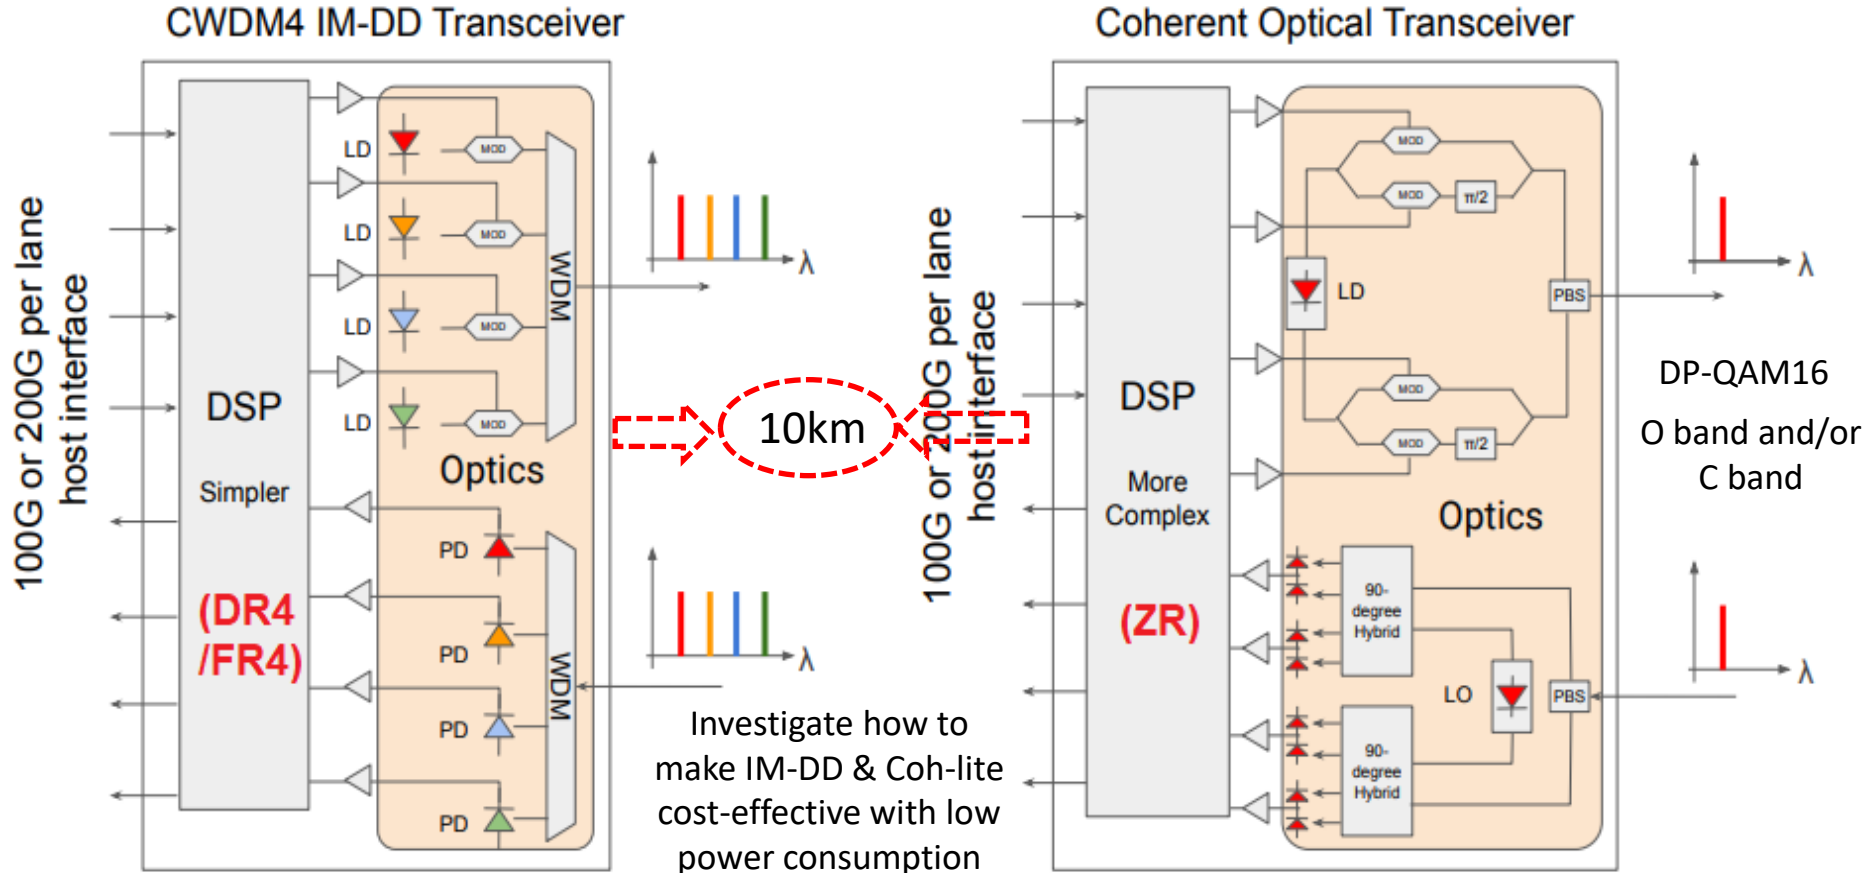 CWDM4 IM-DD Transceiver
100G or 200G per lane
host interface
DSP
Simpler
(DR4
/FR4)
LD
LD
LD
LD
MOD
MOD
MOD
MOD
WDM
Optics
PD
PD
PD
PD
WDM
λ
λ
10km
Investigate how to
make IM-DD & Coh-lite
cost-effective with low
power consumption
Coherent Optical Transceiver
100G or 200G per lane
host interface
DSP
More
Complex
(ZR)
MOD
MOD
π/2
LD
PBS
MOD
MOD
π/2
Optics
90-
degree
Hybrid
LO
PBS
90-
degree
Hybrid
λ
DP-QAM16
O band and/or
C band
λ